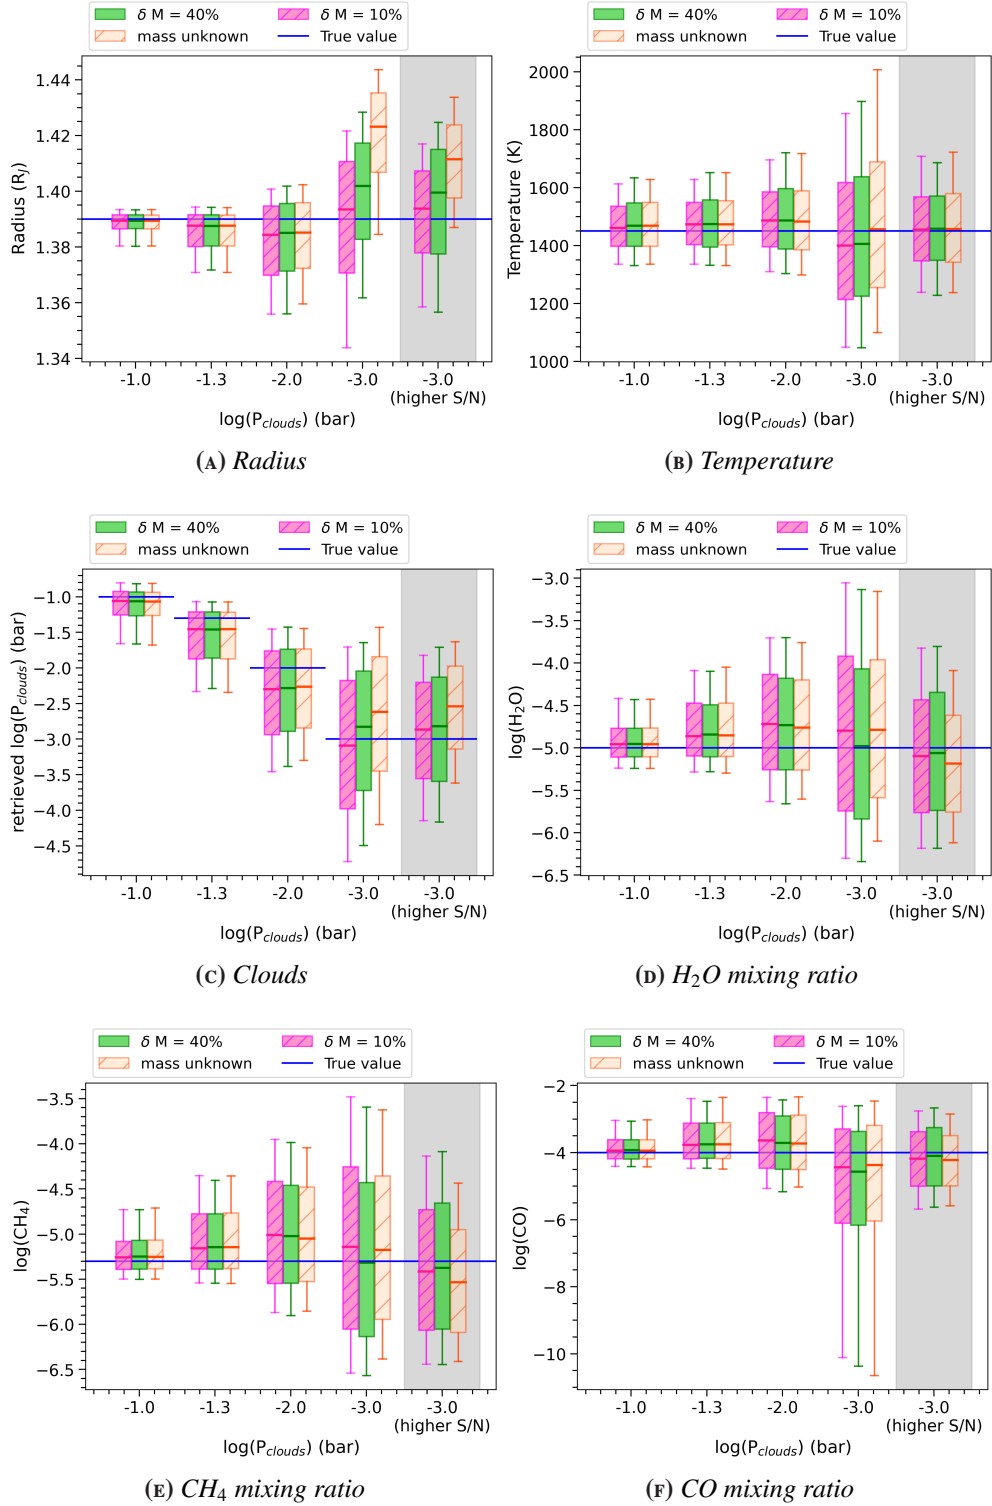 δ M = 40%
δ M = 10%
mass unknown
True value
Radius (R_J)
1.44
1.42
1.40
1.38
1.36
1.34
-1.0 -1.3 -2.0 -3.0 -3.0
(higher S/N)
log(P_clouds) (bar)
(A) Radius
δ M = 40%
δ M = 10%
mass unknown
True value
Temperature (K)
2000
1800
1600
1400
1200
1000
-1.0 -1.3 -2.0 -3.0 -3.0
(higher S/N)
log(P_clouds) (bar)
(B) Temperature
δ M = 40%
δ M = 10%
mass unknown
True value
retrieved log(P_clouds) (bar)
−1.0
−1.5
−2.0
−2.5
−3.0
−3.5
−4.0
−4.5
-1.0 -1.3 -2.0 -3.0 -3.0
(higher S/N)
log(P_clouds) (bar)
(C) Clouds
δ M = 40%
δ M = 10%
mass unknown
True value
log(H₂O)
−3.0
−3.5
−4.0
−4.5
−5.0
−5.5
−6.0
−6.5
-1.0 -1.3 -2.0 -3.0 -3.0
(higher S/N)
log(P_clouds) (bar)
(D) H₂O mixing ratio
δ M = 40%
δ M = 10%
mass unknown
True value
log(CH₄)
−3.5
−4.0
−4.5
−5.0
−5.5
−6.0
−6.5
-1.0 -1.3 -2.0 -3.0 -3.0
(higher S/N)
log(P_clouds) (bar)
(E) CH₄ mixing ratio
δ M = 40%
δ M = 10%
mass unknown
True value
log(CO)
−2
−4
−6
−8
−10
-1.0 -1.3 -2.0 -3.0 -3.0
(higher S/N)
log(P_clouds) (bar)
(F) CO mixing ratio